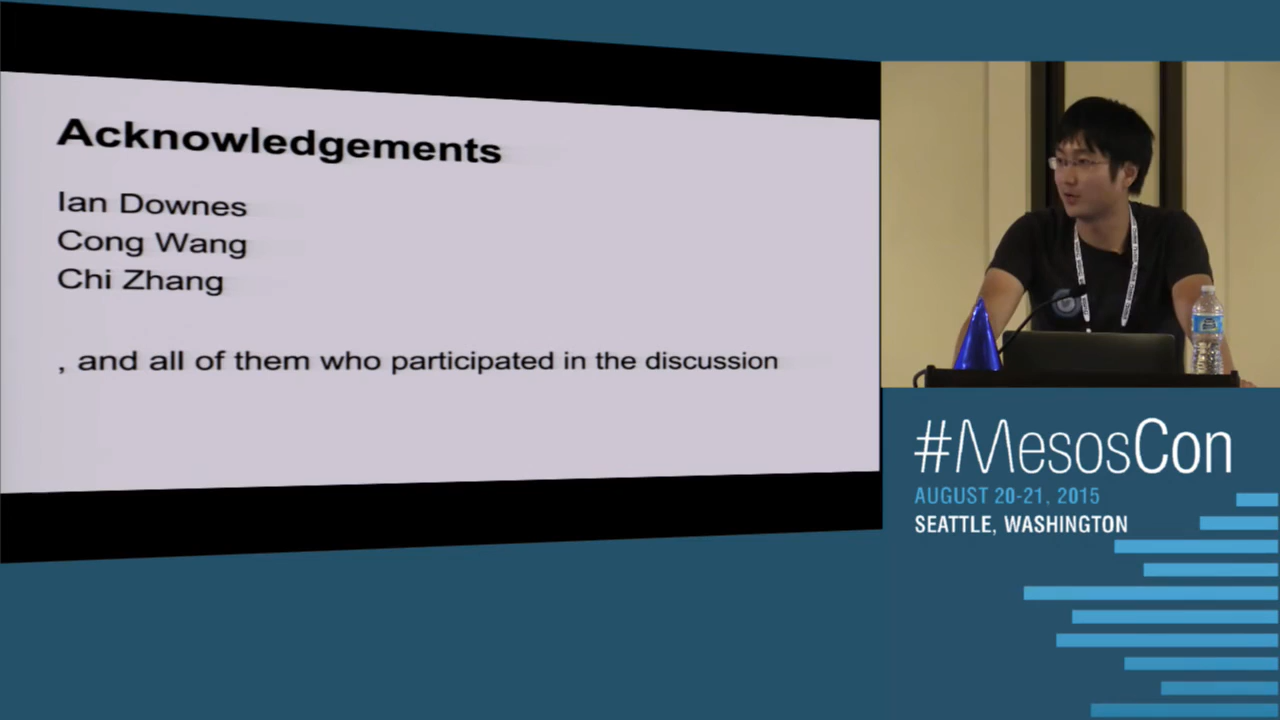 Acknowledgements
Ian Downes
Cong Wang
Chi Zhang
, and all of them who participated in the discussion
#MesosCon
AUGUST 20-21, 2015
SEATTLE, WASHINGTON